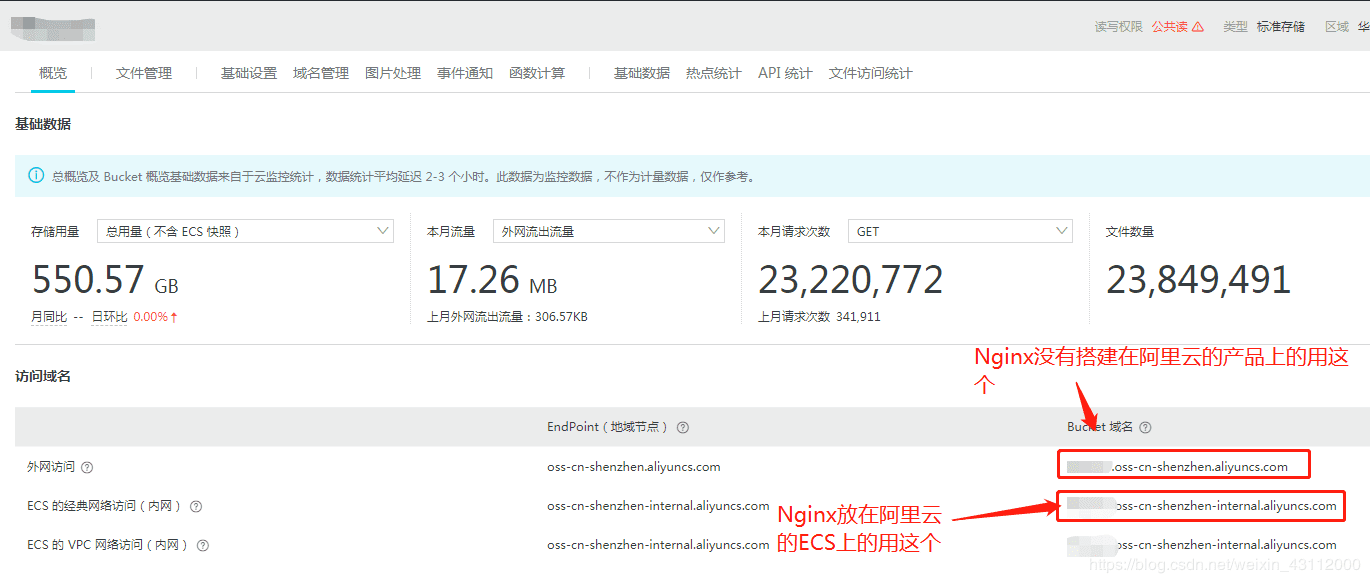 读写权限 公共读 类型 标准存储 区域 华
概览 文件管理 基础设置 域名管理 图片处理 事件通知 函数计算 基础数据 热点统计 API 统计 文件访问统计
基础数据
总概览及 Bucket 概览基础数据来自于云监控统计，数据统计平均延迟 2-3 个小时。此数据为监控数据，不作为计量数据，仅作参考。
存储用量 总用量（不含 ECS 快照） 本月流量 外网流出流量 本月请求次数 GET 文件数量
550.57 GB 17.26 MB 23,220,772 23,849,491
月同比 -- 日环比 0.00%↑ 上月外网流出流量：306.57KB 上月请求次数 341,911
Nginx没有搭建在阿里云的产品上的用这
个
访问域名
EndPoint（地域节点） Bucket 域名
外网访问 oss-cn-shenzhen.aliyuncs.com .oss-cn-shenzhen.aliyuncs.com
ECS 的经典网络访问（内网） oss-cn-shenzhen-internal.aliyuncs.com oss-cn-shenzhen-internal.aliyuncs.com
Nginx放在阿里云
的ECS上的用这个
ECS 的 VPC 网络访问（内网） oss-cn-shenzhen-internal.aliyuncs.com oss-cn-shenzhen-internal.aliyuncs.com
https://blog.csdn.net/weixin_43112000